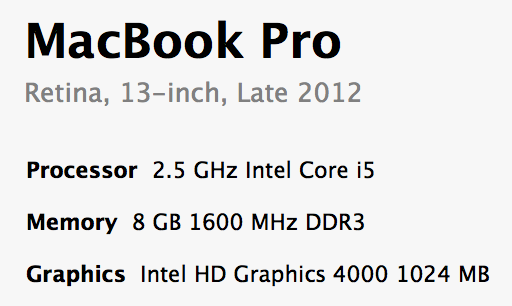 MacBook Pro
Retina, 13-inch, Late 2012
Processor 2.5 GHz Intel Core i5
Memory 8 GB 1600 MHz DDR3
Graphics Intel HD Graphics 4000 1024 MB